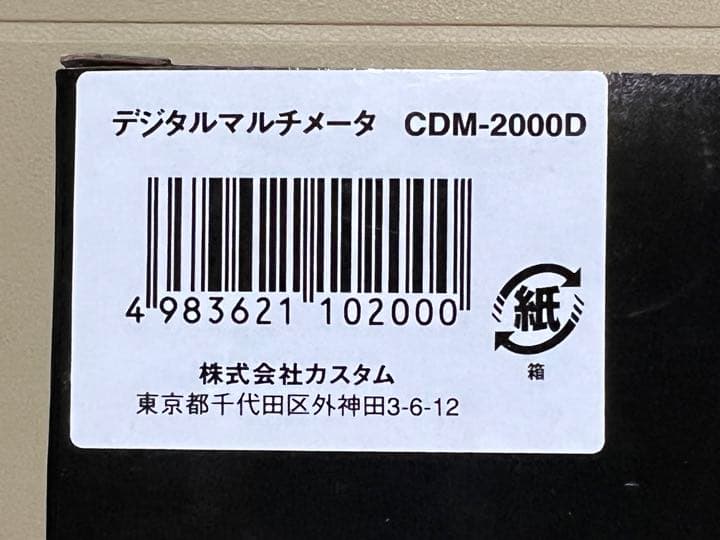 デジタルマルチメータ CDM-2000D
4 983621 102000
紙
箱
株式会社カスタム
東京都千代田区外神田3-6-12